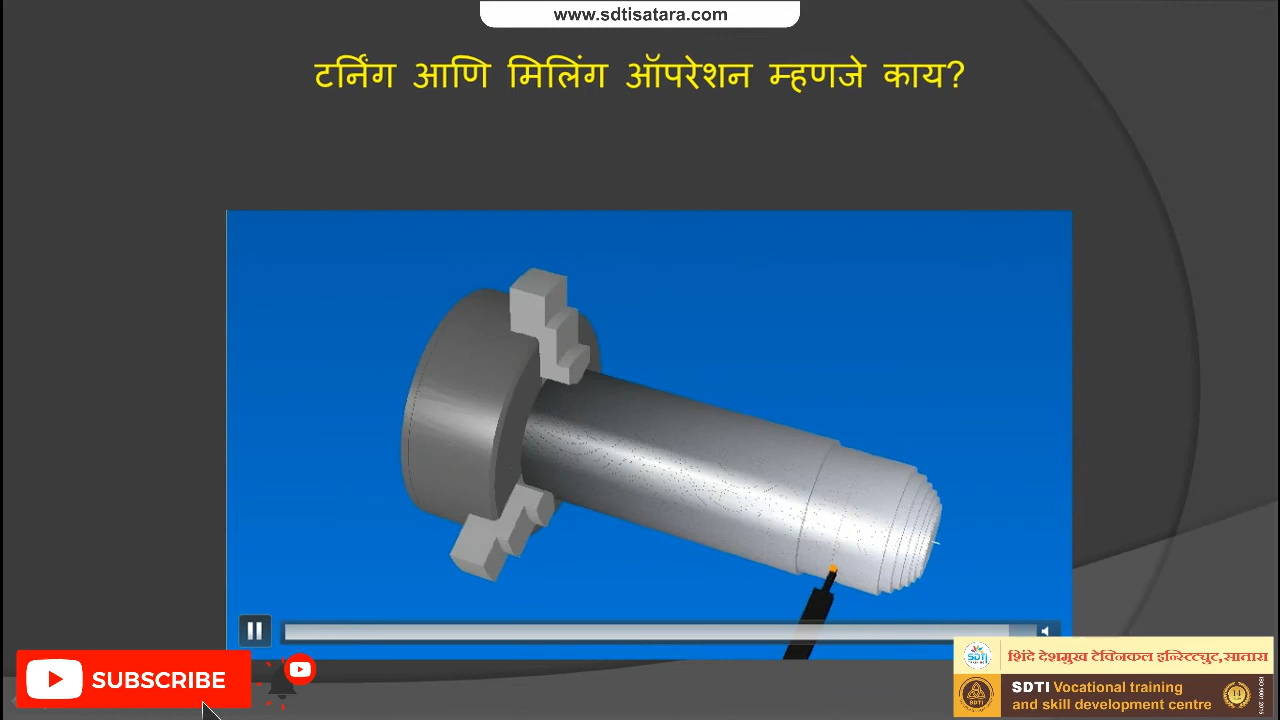 www.sdtisatara.com
टर्निंग आणि मिलिंग ऑपरेशन म्हणजे काय?
SUBSCRIBE
SDTI
शिंदे देशमुख टेक्निकल इन्स्टिट्युट,सातारा
SDTI Vocational training
and skill development centre